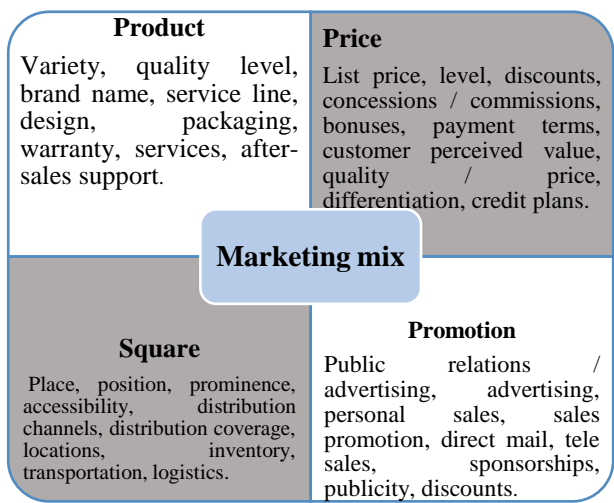 Product
Variety, quality level,
brand name, service line,
design, packaging,
warranty, services, after-
sales support.
Price
List price, level, discounts,
concessions / commissions,
bonuses, payment terms,
customer perceived value,
quality / price,
differentiation, credit plans.
Marketing mix
Square
Place, position, prominence,
accessibility, distribution
channels, distribution coverage,
locations, inventory,
transportation, logistics.
Promotion
Public relations /
advertising, advertising,
personal sales, sales
promotion, direct mail, tele
sales, sponsorships,
publicity, discounts.